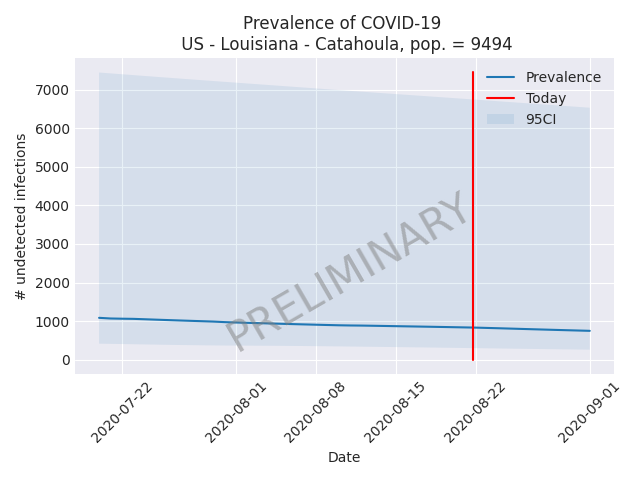 Prevalence of COVID-19
US - Louisiana - Catahoula, pop. = 9494
Prevalence
Today
95CI
# undetected infections
7000
6000
5000
4000
3000
2000
1000
0
PRELIMINARY
2020-07-22
2020-08-01
2020-08-08
2020-08-15
2020-08-22
2020-09-01
Date